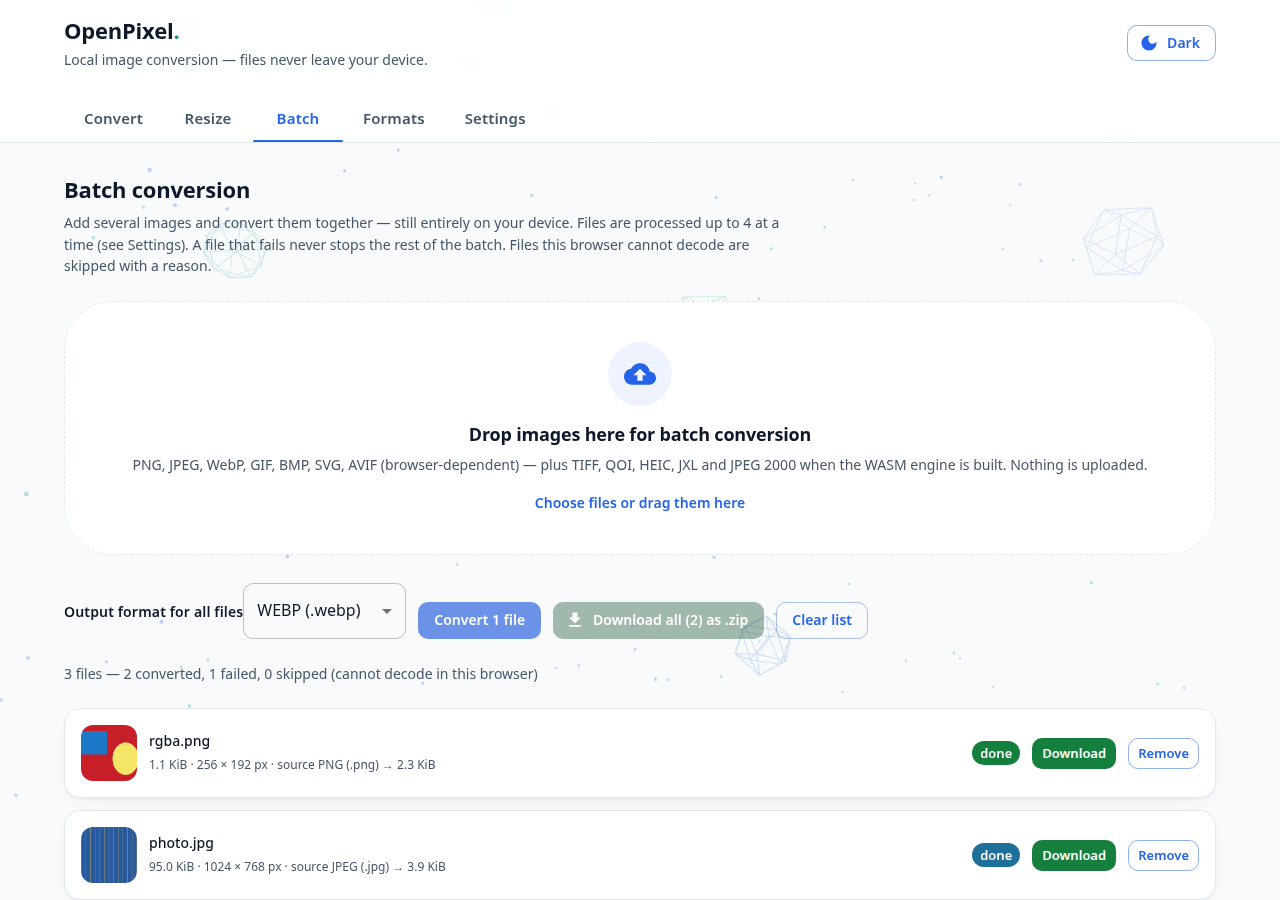 OpenPixel.
Local image conversion — files never leave your device.
Dark
Convert
Resize
Batch
Formats
Settings
Batch conversion
Add several images and convert them together — still entirely on your device. Files are processed up to 4 at a
time (see Settings). A file that fails never stops the rest of the batch. Files this browser cannot decode are
skipped with a reason.
Drop images here for batch conversion
PNG, JPEG, WebP, GIF, BMP, SVG, AVIF (browser-dependent) — plus TIFF, QOI, HEIC, JXL and JPEG 2000 when the WASM engine is built. Nothing is uploaded.
Choose files or drag them here
Output format for all files
WEBP (.webp)
Convert 1 file
Download all (2) as .zip
Clear list
3 files — 2 converted, 1 failed, 0 skipped (cannot decode in this browser)
rgba.png
1.1 KiB · 256 × 192 px · source PNG (.png) → 2.3 KiB
done
Download
Remove
photo.jpg
95.0 KiB · 1024 × 768 px · source JPEG (.jpg) → 3.9 KiB
done
Download
Remove